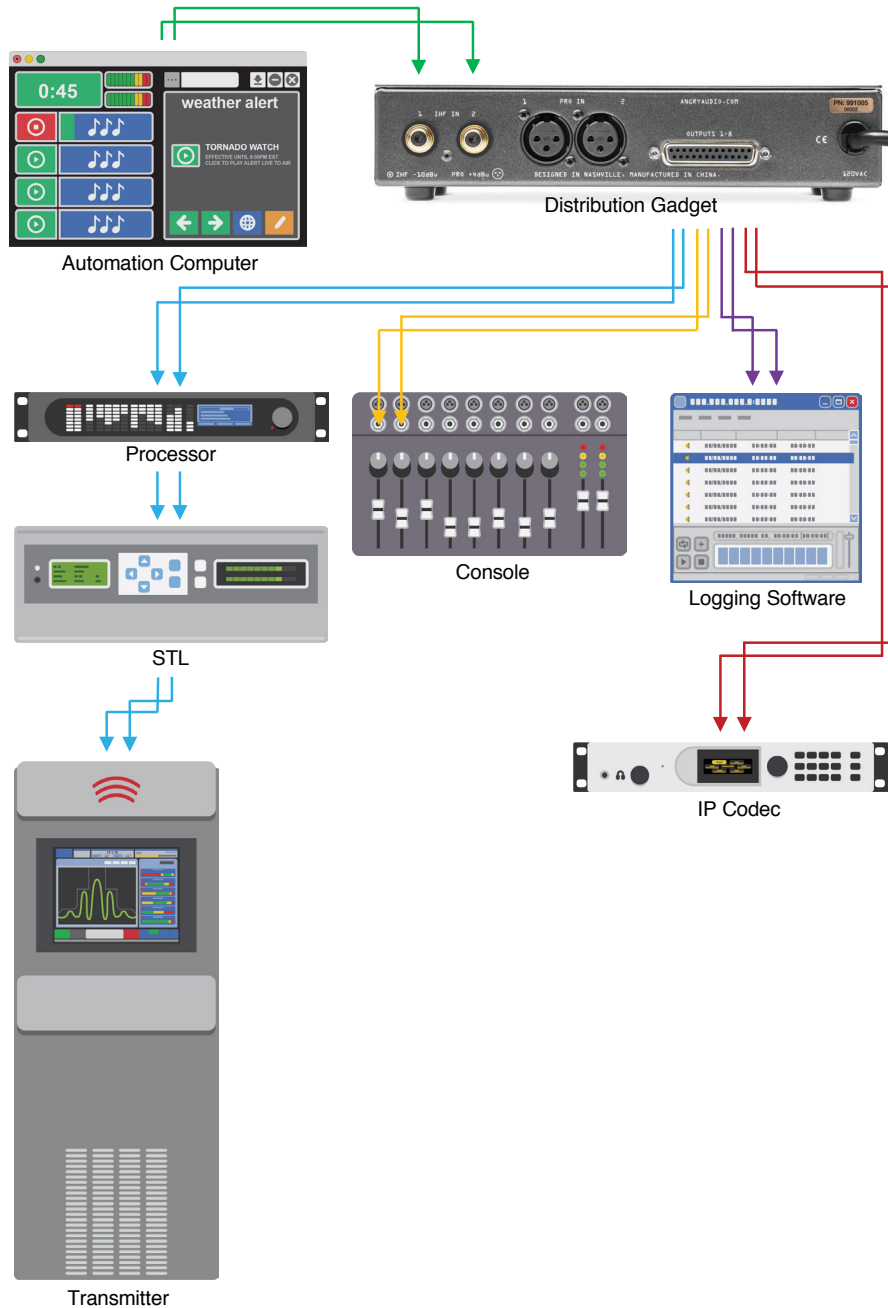 0:45
weather alert
TORNADO WATCH
EFFECTIVE UNTIL 6:00PM EST
CLICK TO PLAY ALERT LIVE TO AIR
Automation Computer
1 IHF IN 2
1 PRO IN 2
ANGRYAUDIO.COM
PN: 991005
00002
OUTPUTS 1-8
CE
IHF -10dBv PRO +4dBu
DESIGNED IN NASHVILLE, MANUFACTURED IN CHINA.
120VAC
Distribution Gadget
Processor
Console
Logging Software
STL
IP Codec
Transmitter